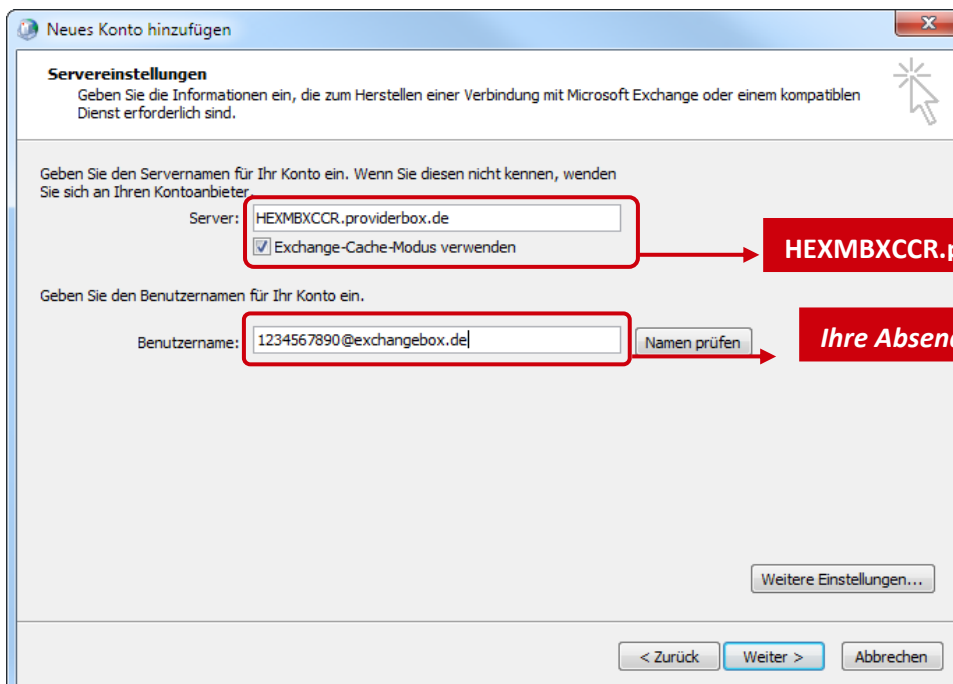 Neues Konto hinzufügen
Servereinstellungen
Geben Sie die Informationen ein, die zum Herstellen einer Verbindung mit Microsoft Exchange oder einem kompatiblen
Dienst erforderlich sind.
Geben Sie den Servernamen für Ihr Konto ein. Wenn Sie diesen nicht kennen, wenden
Sie sich an Ihren Kontoanbieter.
Server: HEXMBXCCR.providerbox.de
Exchange-Cache-Modus verwenden
HEXMBXCCR.p
Geben Sie den Benutzernamen für Ihr Konto ein.
Benutzername: 1234567890@exchangebox.de Namen prüfen
Ihre Absen
Weitere Einstellungen...
< Zurück Weiter > Abbrechen